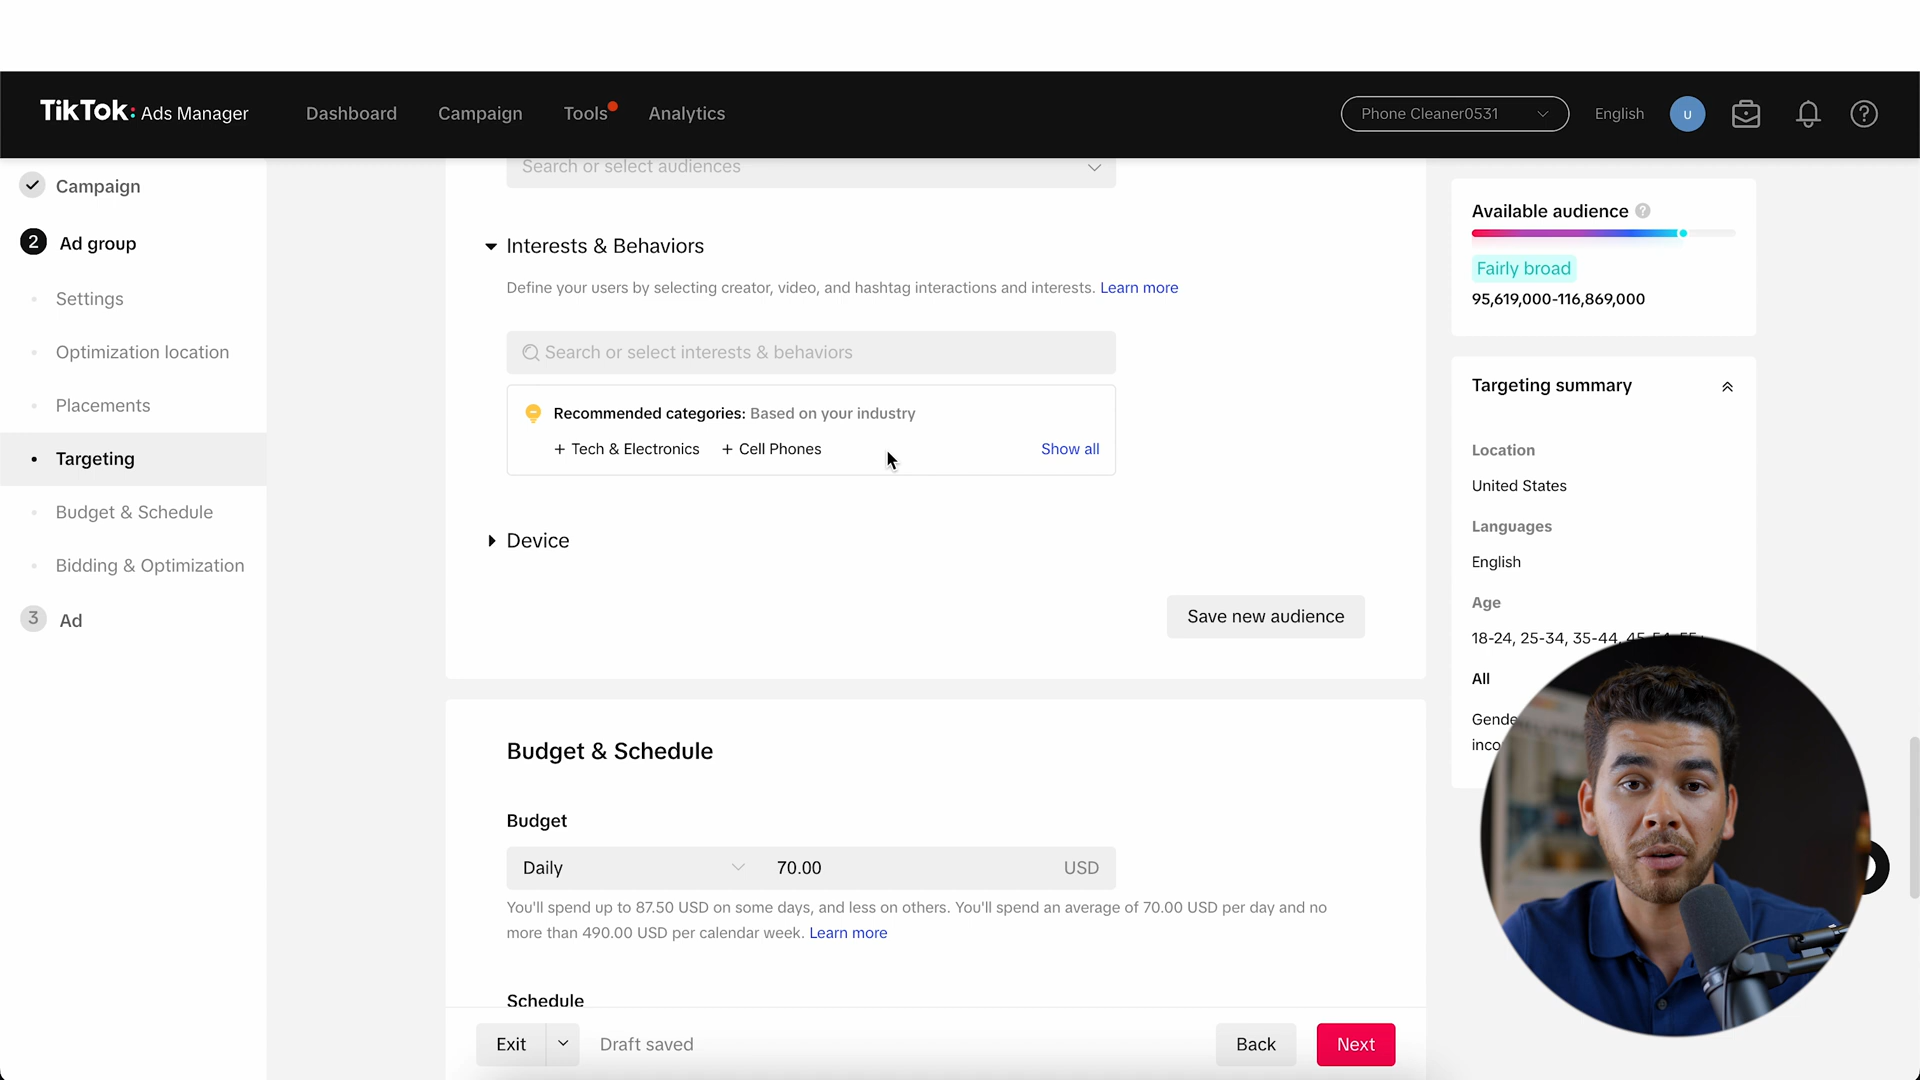 TikTok: Ads Manager
Dashboard
Campaign
Tools
Analytics
Phone Cleaner0531
English
U
Campaign
2 Ad group
Settings
Optimization location
Placements
Targeting
Budget & Schedule
Bidding & Optimization
3 Ad
Search or select audiences
Interests & Behaviors
Define your users by selecting creator, video, and hashtag interactions and interests. Learn more
Search or select interests & behaviors
Recommended categories: Based on your industry
+ Tech & Electronics + Cell Phones Show all
Device
Save new audience
Budget & Schedule
Budget
Daily 70.00 USD
You'll spend up to 87.50 USD on some days, and less on others. You'll spend an average of 70.00 USD per day and no
more than 490.00 USD per calendar week. Learn more
Schedule
Exit
Draft saved
Back
Next
Available audience ?
Fairly broad
95,619,000-116,869,000
Targeting summary
Location
United States
Languages
English
Age
18-24, 25-34, 35-44, 45-54, 55+
All